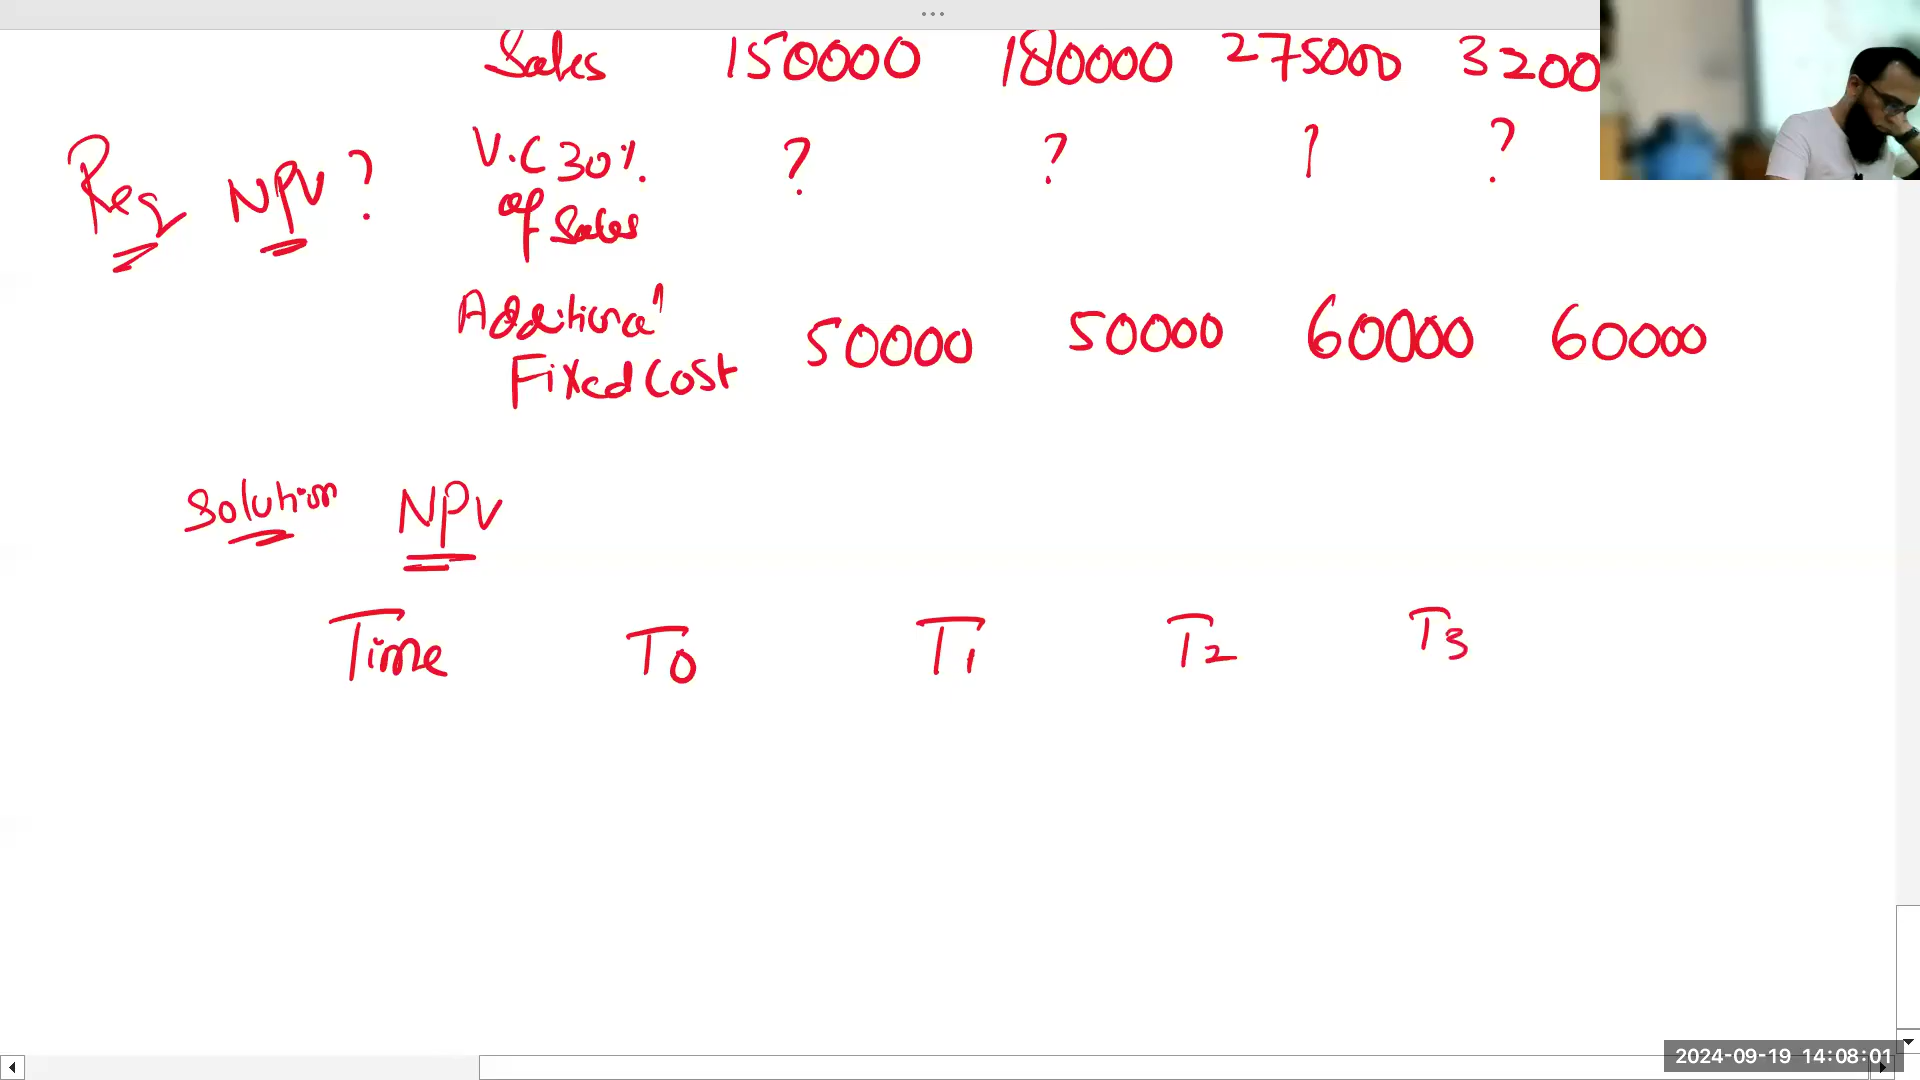 Sales 150000 180000 275000 3200
Req NPV? V.C 30% ? ? ? ?
of Sales
Additional 50000 50000 60000 60000
Fixed Cost
Solution NPV
Time T0 T1 T2 T3
2024-09-19 14:08:01